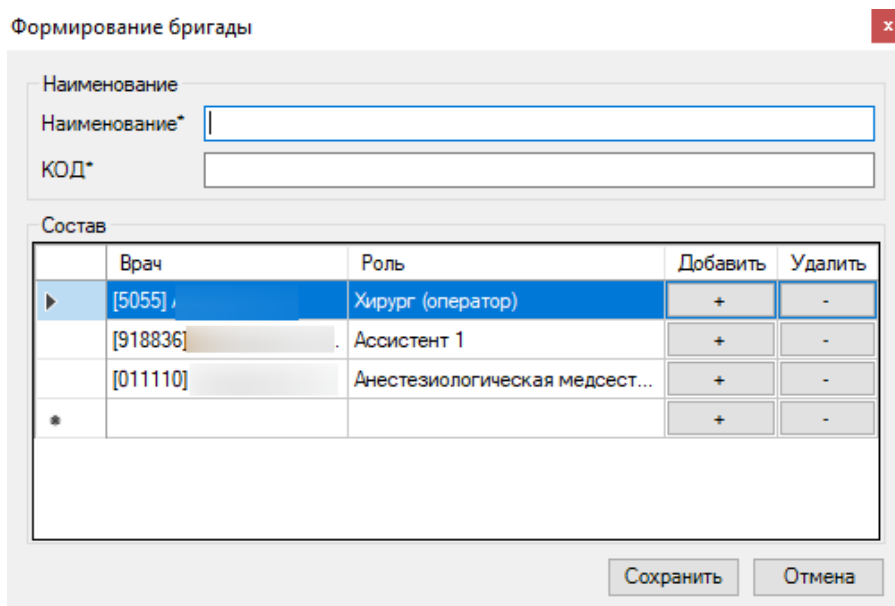 Формирование бригады x
Наименование
Наименование*
КОД*
Состав
Врач Роль Добавить Удалить
[5055] Хирург (оператор) + -
[918836] . Ассистент 1 + -
[011110] Анестезиологическая медсест... + -
+ -
Сохранить Отмена